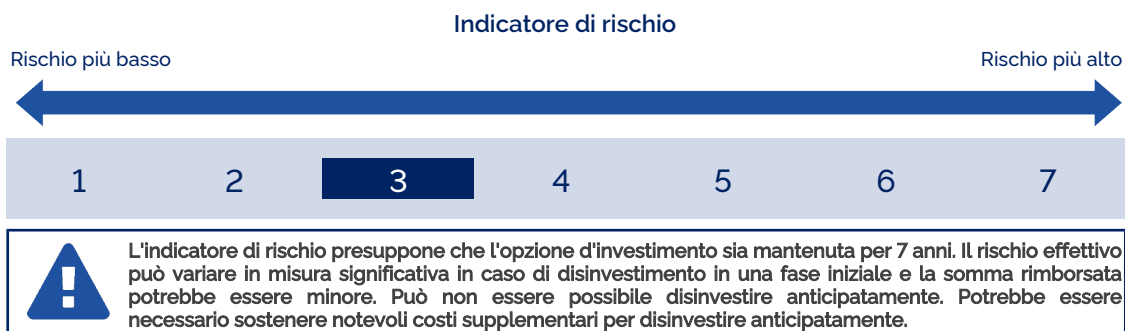 Indicatore di rischio
Rischio più basso
Rischio più alto
1 2 3 4 5 6 7
L'indicatore di rischio presuppone che l'opzione d'investimento sia mantenuta per 7 anni. Il rischio effettivo
può variare in misura significativa in caso di disinvestimento in una fase iniziale e la somma rimborsata
potrebbe essere minore. Può non essere possibile disinvestire anticipatamente. Potrebbe essere
necessario sostenere notevoli costi supplementari per disinvestire anticipatamente.